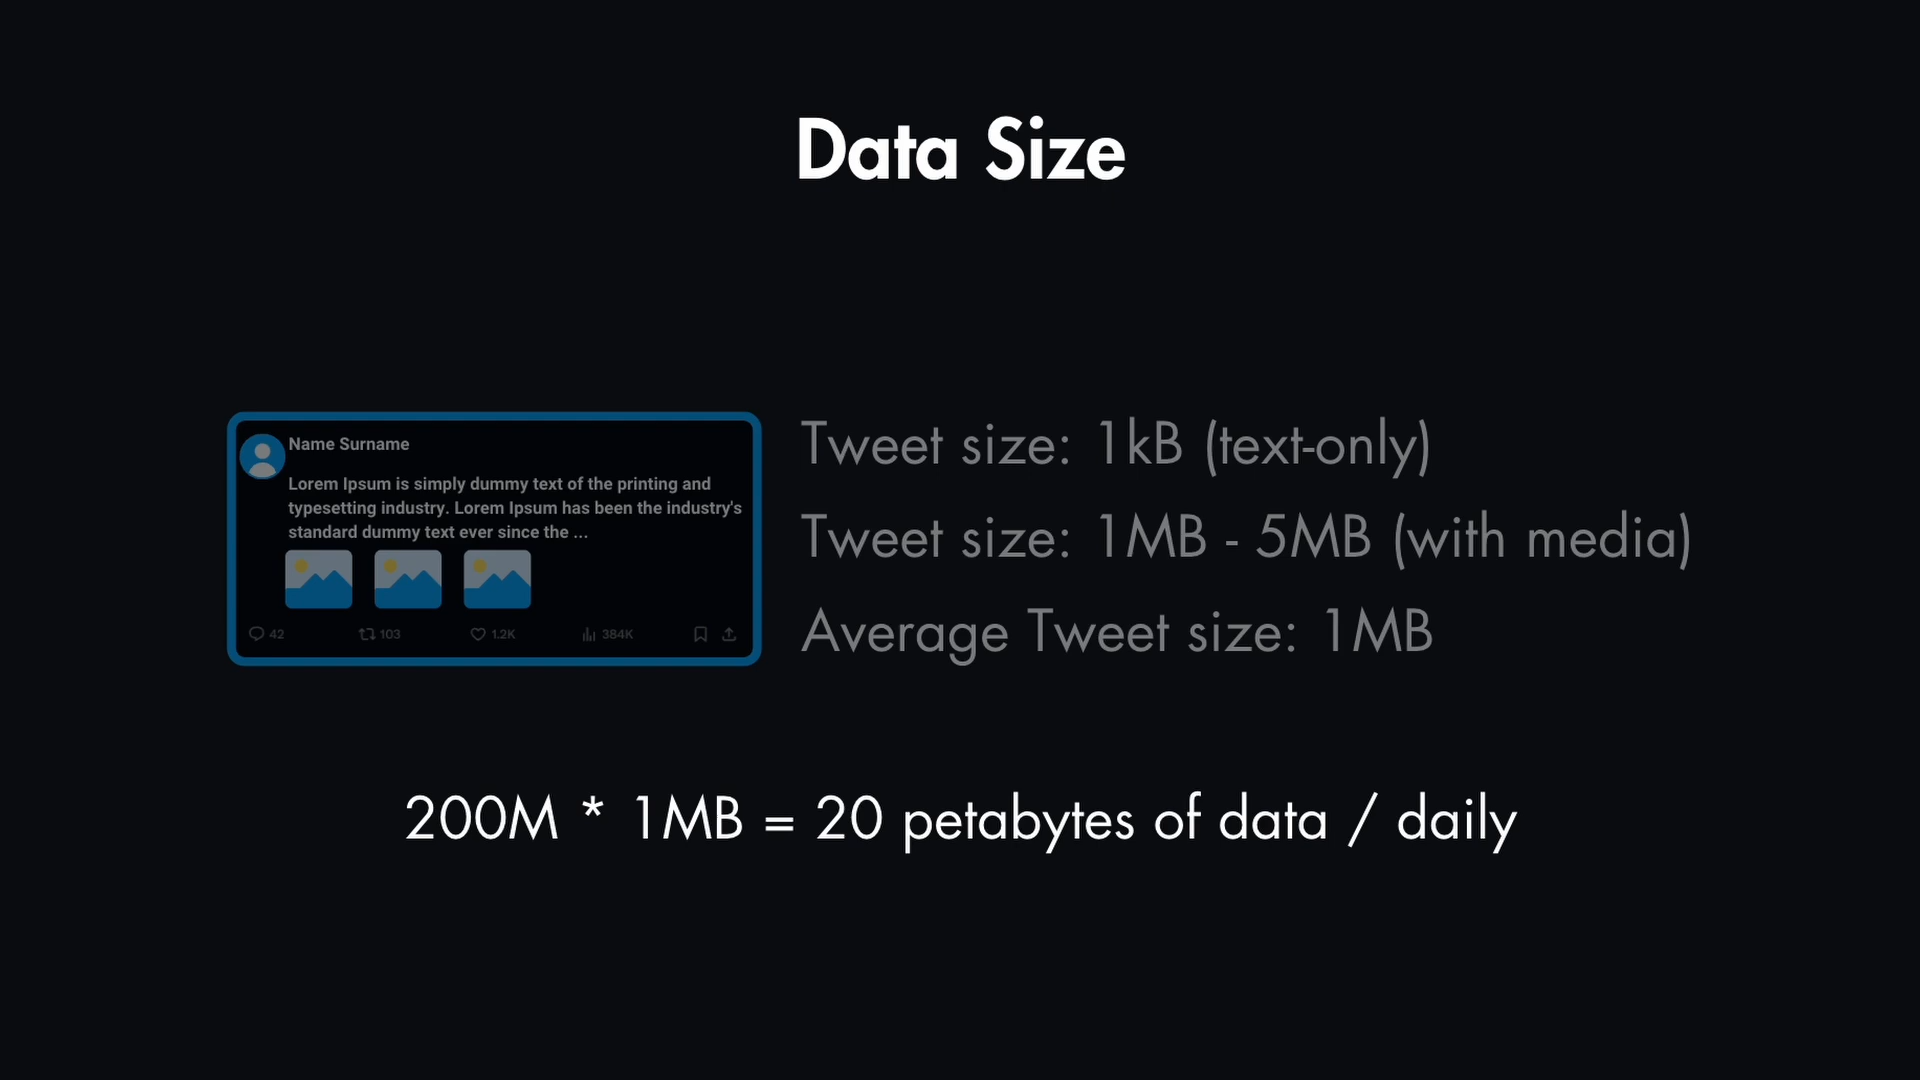 Data Size
Name Surname
Lorem Ipsum is simply dummy text of the printing and
typesetting industry. Lorem Ipsum has been the industry's
standard dummy text ever since the ...
42 103 1.2K 384K
Tweet size: 1kB (text-only)
Tweet size: 1MB - 5MB (with media)
Average Tweet size: 1MB
200M * 1MB = 20 petabytes of data / daily